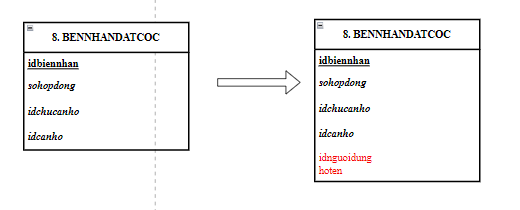 8. BENNHANDATCOC
idbiennhan
sohopdong
idchucanho
idcanho
8. BENNHANDATCOC
idbiennhan
sohopdong
idchucanho
idcanho
idnguoidung
hoten